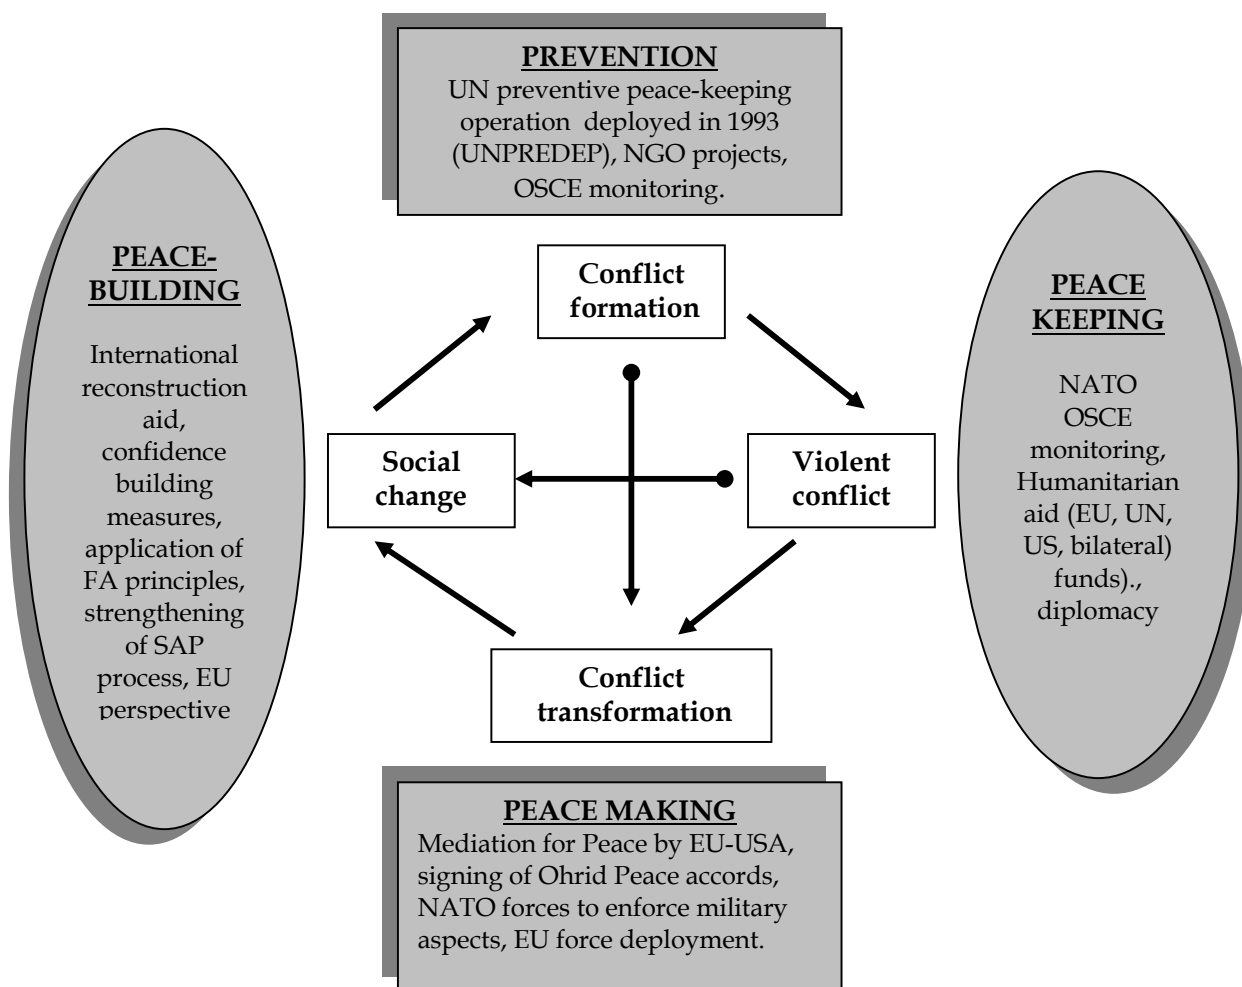 PREVENTION
UN preventive peace-keeping
operation deployed in 1993
(UNPREDEP), NGO projects,
OSCE monitoring.
PEACE-
BUILDING
International
reconstruction
aid,
confidence
building
measures,
application of
FA principles,
strengthening
of SAP
process, EU
perspective
Conflict
formation
Social
change
Violent
conflict
Conflict
transformation
PEACE
KEEPING
NATO
OSCE
monitoring,
Humanitarian
aid (EU, UN,
US, bilateral)
funds).,
diplomacy
PEACE MAKING
Mediation for Peace by EU-USA,
signing of Ohrid Peace accords,
NATO forces to enforce military
aspects, EU force deployment.